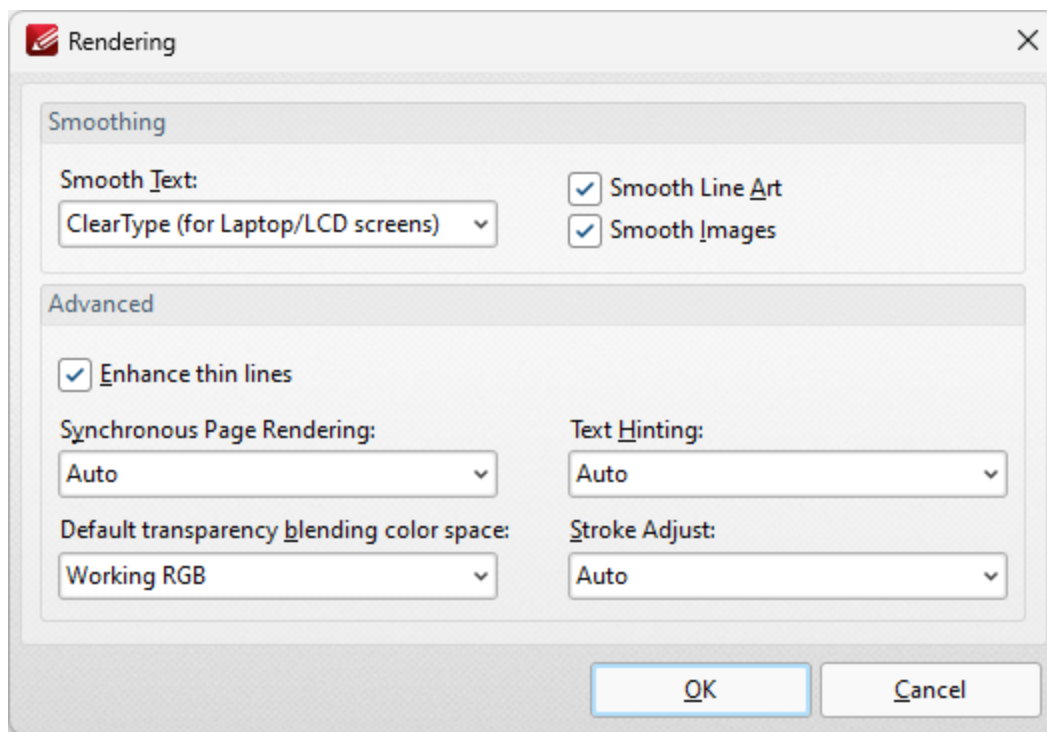 Rendering
Smoothing
Smooth Text:
ClearType (for Laptop/LCD screens)
Smooth Line Art
Smooth Images
Advanced
Enhance thin lines
Synchronous Page Rendering:
Auto
Text Hinting:
Auto
Default transparency blending color space:
Working RGB
Stroke Adjust:
Auto
OK
Cancel